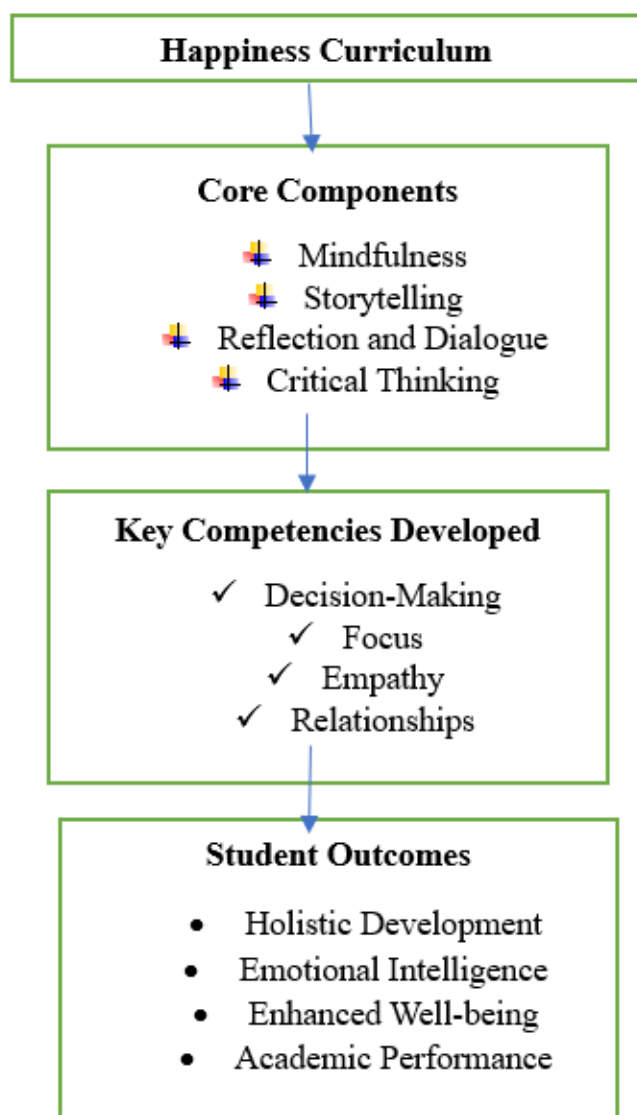 Happiness Curriculum
Core Components
Mindfulness
Storytelling
Reflection and Dialogue
Critical Thinking
Key Competencies Developed
✓ Decision-Making
✓ Focus
✓ Empathy
✓ Relationships
Student Outcomes
• Holistic Development
• Emotional Intelligence
• Enhanced Well-being
• Academic Performance